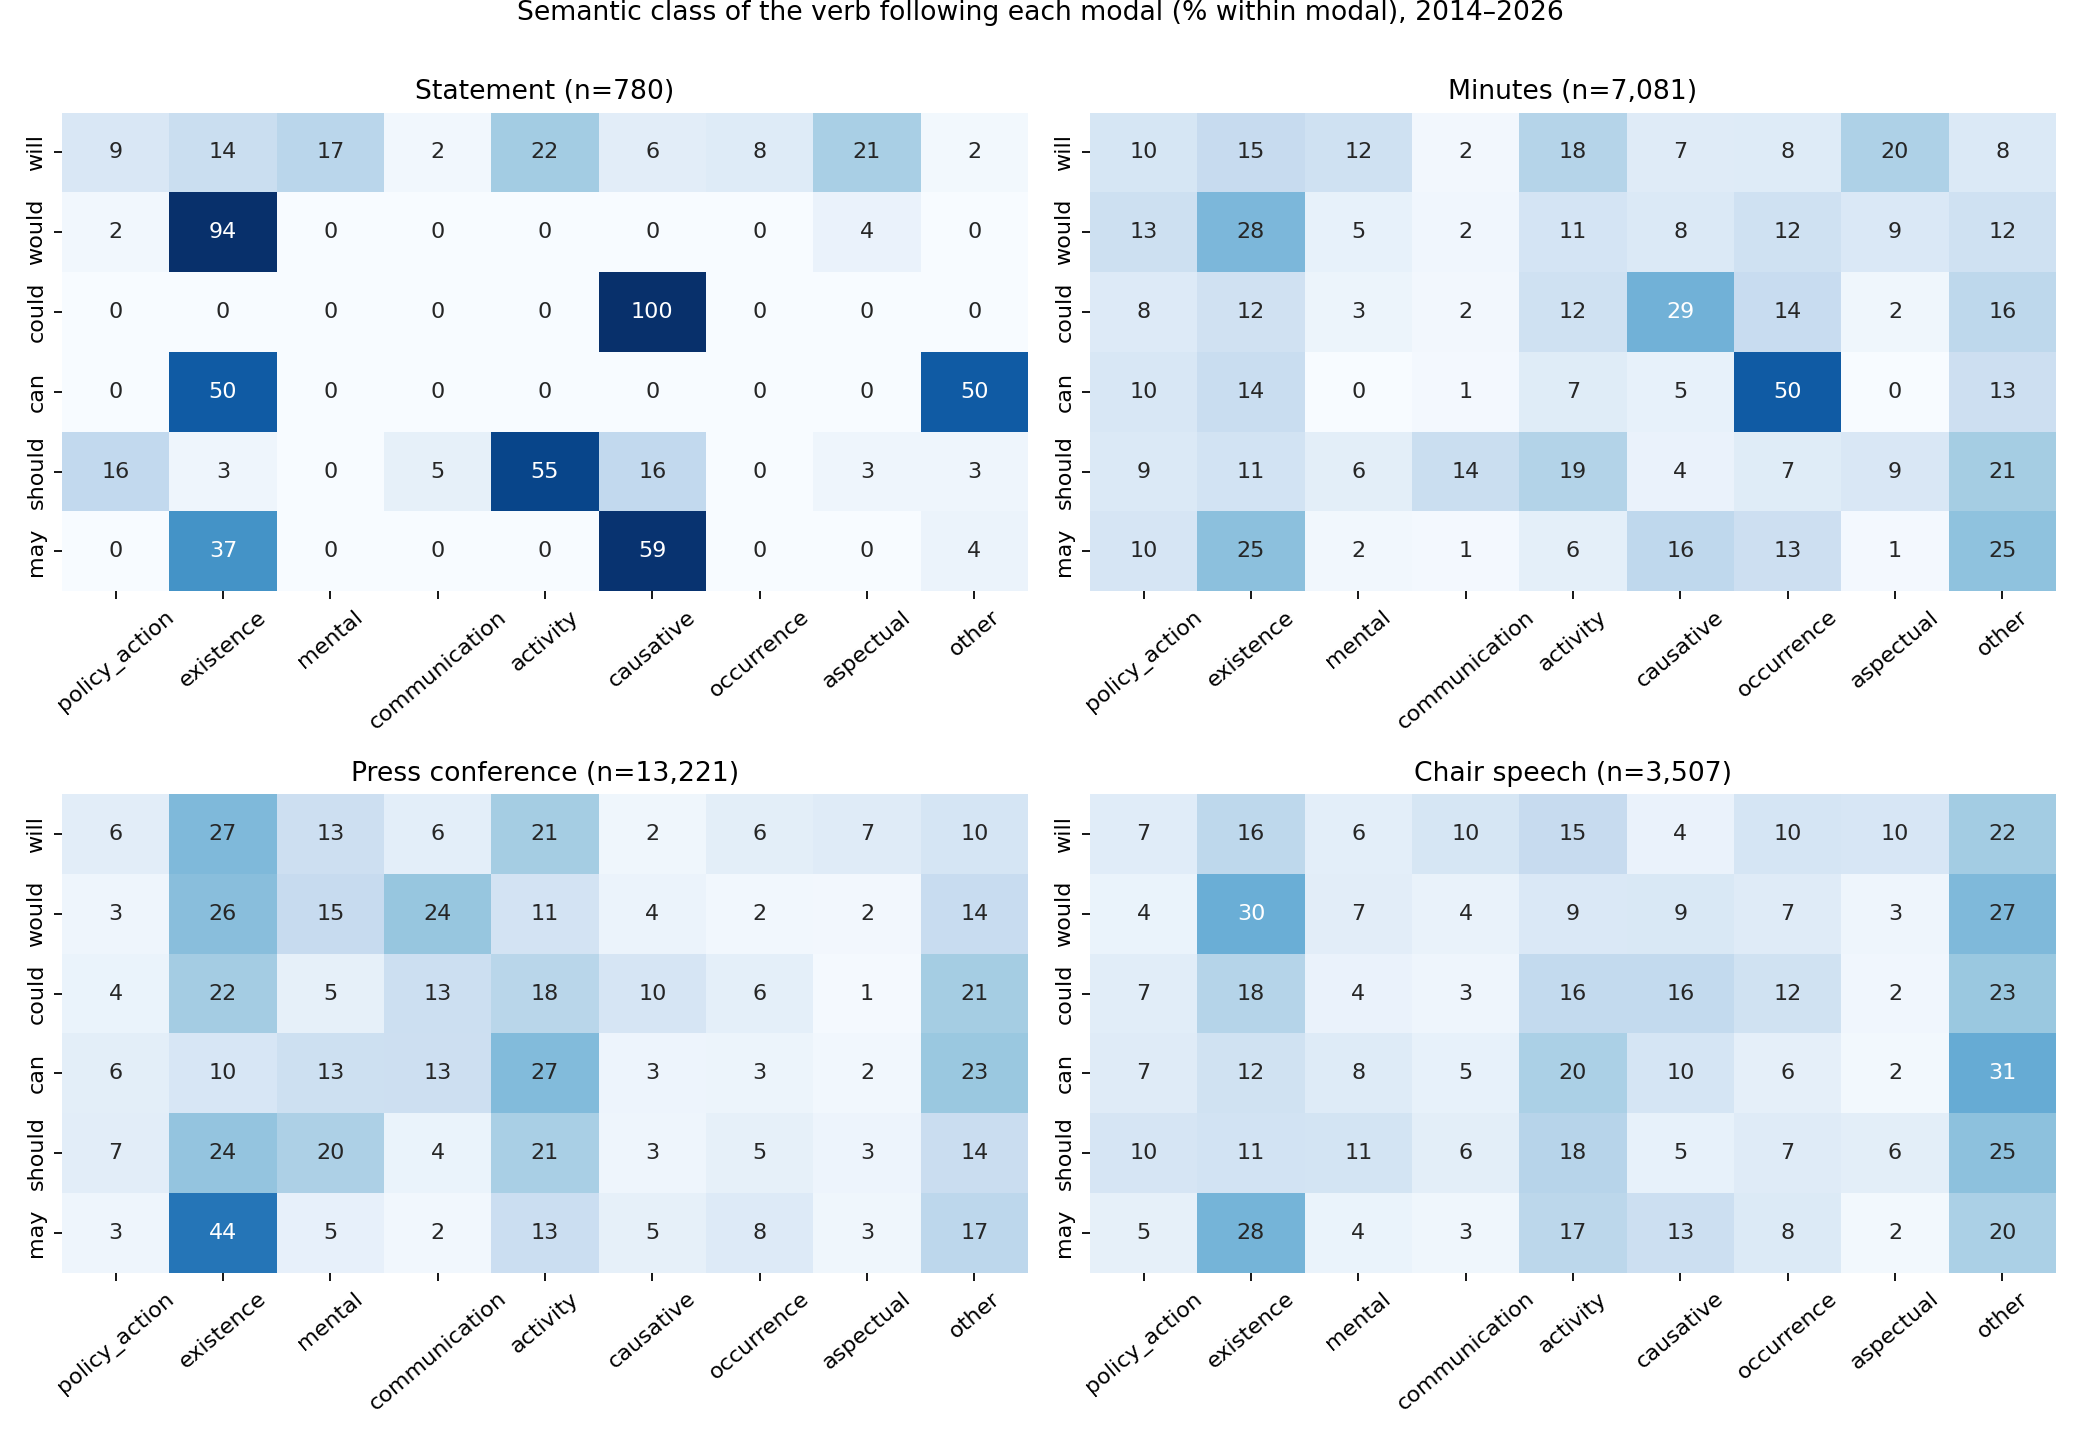 Semantic class of the verb following each modal (% within modal), 2014–2026
Statement (n=780)
will 9 14 17 2 22 6 8 21 2
would 2 94 0 0 0 0 0 4 0
could 0 0 0 0 0 100 0 0 0
can 0 50 0 0 0 0 0 0 50
should 16 3 0 5 55 16 0 3 3
may 0 37 0 0 0 59 0 0 4
policy_action existence mental communication activity causative occurrence aspectual other
Minutes (n=7,081)
will 10 15 12 2 18 7 8 20 8
would 13 28 5 2 11 8 12 9 12
could 8 12 3 2 12 29 14 2 16
can 10 14 0 1 7 5 50 0 13
should 9 11 6 14 19 4 7 9 21
may 10 25 2 1 6 16 13 1 25
policy_action existence mental communication activity causative occurrence aspectual other
Press conference (n=13,221)
will 6 27 13 6 21 2 6 7 10
would 3 26 15 24 11 4 2 2 14
could 4 22 5 13 18 10 6 1 21
can 6 10 13 13 27 3 3 2 23
should 7 24 20 4 21 3 5 3 14
may 3 44 5 2 13 5 8 3 17
policy_action existence mental communication activity causative occurrence aspectual other
Chair speech (n=3,507)
will 7 16 6 10 15 4 10 10 22
would 4 30 7 4 9 9 7 3 27
could 7 18 4 3 16 16 12 2 23
can 7 12 8 5 20 10 6 2 31
should 10 11 11 6 18 5 7 6 25
may 5 28 4 3 17 13 8 2 20
policy_action existence mental communication activity causative occurrence aspectual other